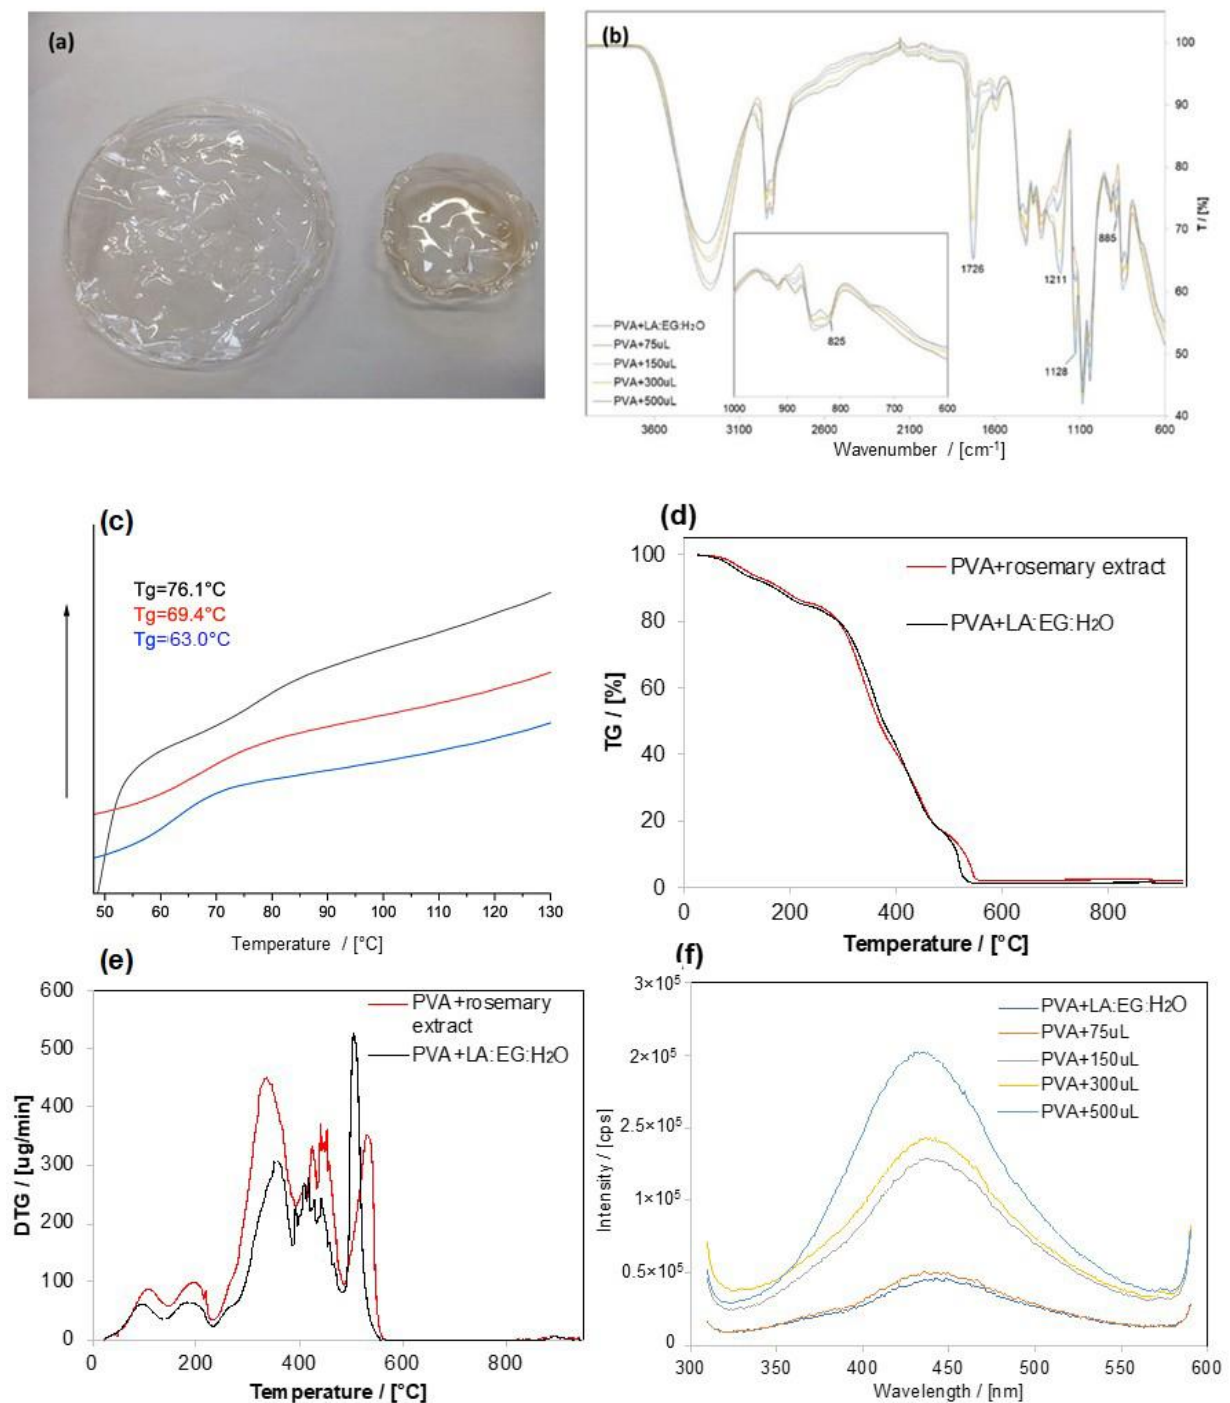 (a)
(b)
100
90
80
70
60
50
40
T / [%]
1726
1211
885
1128
825
PVA+LA:EG:H₂O
PVA+75uL
PVA+150uL
PVA+300uL
PVA+500uL
1000 900 800 700 600
3600 3100 2600 2100 1600 1100 600
Wavenumber / [cm⁻¹]
(c)
Tg=76.1°C
Tg=69.4°C
Tg=63.0°C
50 60 70 80 90 100 110 120 130
Temperature / [°C]
(d)
100
80
60
40
20
0
TG / [%]
PVA+rosemary extract
PVA+LA:EG:H₂O
0 200 400 600 800
Temperature / [°C]
(e)
600
500
400
300
200
100
0
DTG / [ug/min]
PVA+rosemary
extract
PVA+LA:EG:H₂O
0 200 400 600 800
Temperature / [°C]
(f)
3×10⁵
2×10⁵
2.5×10⁵
1×10⁵
0.5×10⁵
0
Intensity / [cps]
PVA+LA:EG:H₂O
PVA+75uL
PVA+150uL
PVA+300uL
PVA+500uL
300 350 400 450 500 550 600
Wavelength / [nm]